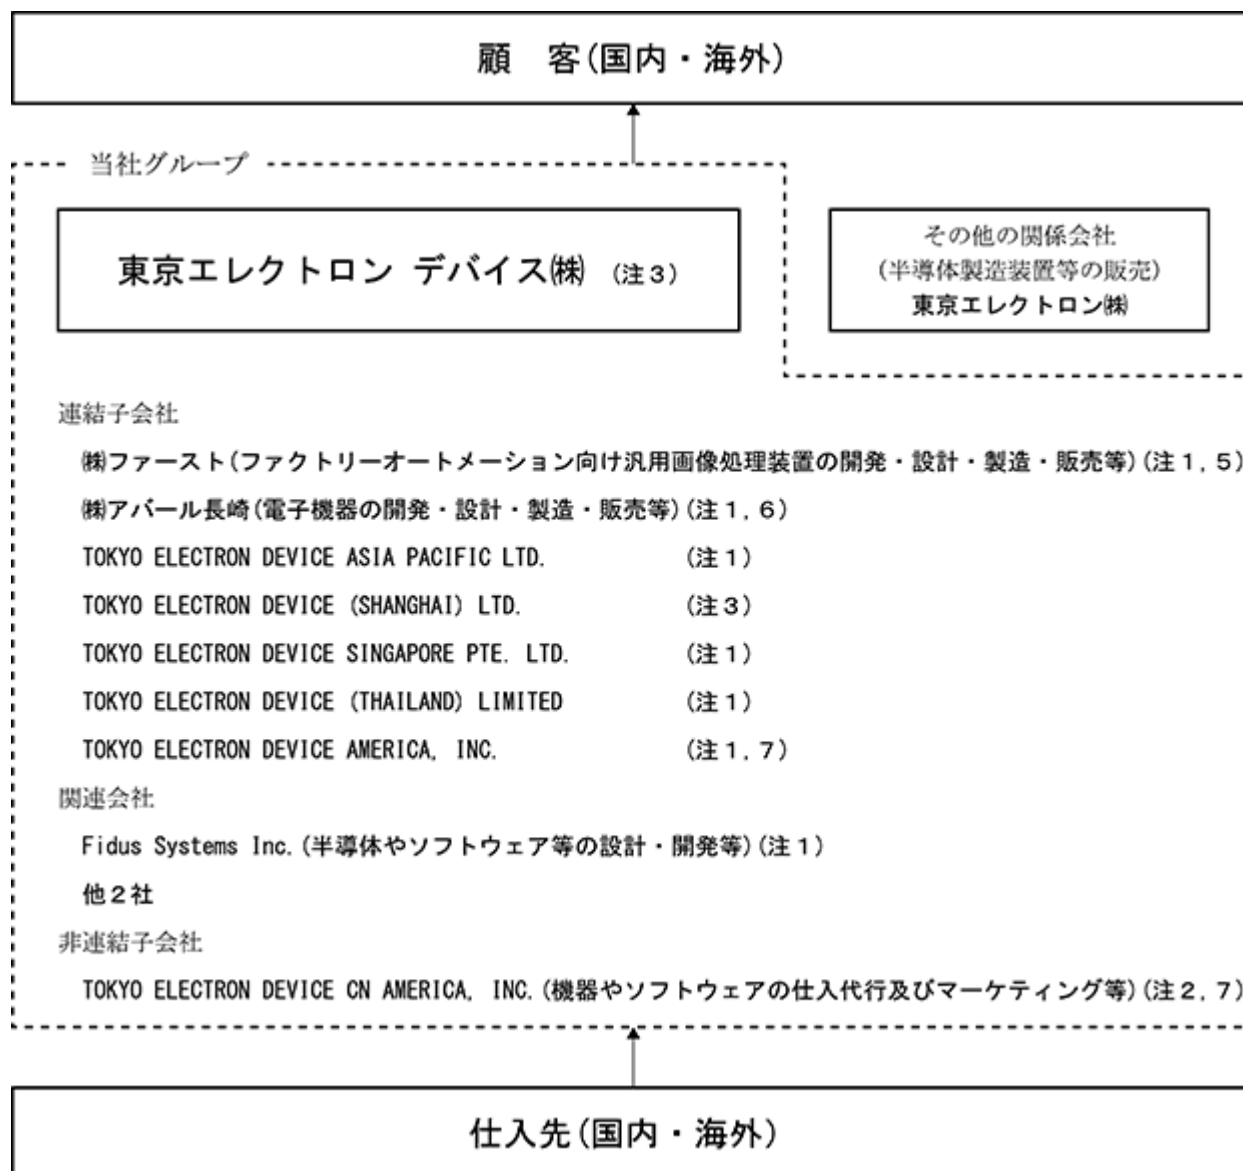 顧　客(国内・海外)
当社グループ
東京エレクトロン デバイス㈱ (注３)
その他の関係会社
(半導体製造装置等の販売)
東京エレクトロン㈱
連結子会社
㈱ファースト(ファクトリーオートメーション向け汎用画像処理装置の開発・設計・製造・販売等)(注１,５)
㈱アバール長崎(電子機器の開発・設計・製造・販売等)(注１,６)
TOKYO ELECTRON DEVICE ASIA PACIFIC LTD. (注１)
TOKYO ELECTRON DEVICE (SHANGHAI) LTD. (注３)
TOKYO ELECTRON DEVICE SINGAPORE PTE. LTD. (注１)
TOKYO ELECTRON DEVICE (THAILAND) LIMITED (注１)
TOKYO ELECTRON DEVICE AMERICA, INC. (注１,７)
関連会社
Fidus Systems Inc.(半導体やソフトウェア等の設計・開発等)(注１)
他２社
非連結子会社
TOKYO ELECTRON DEVICE CN AMERICA, INC.(機器やソフトウェアの仕入代行及びマーケティング等)(注２,７)
仕入先(国内・海外)